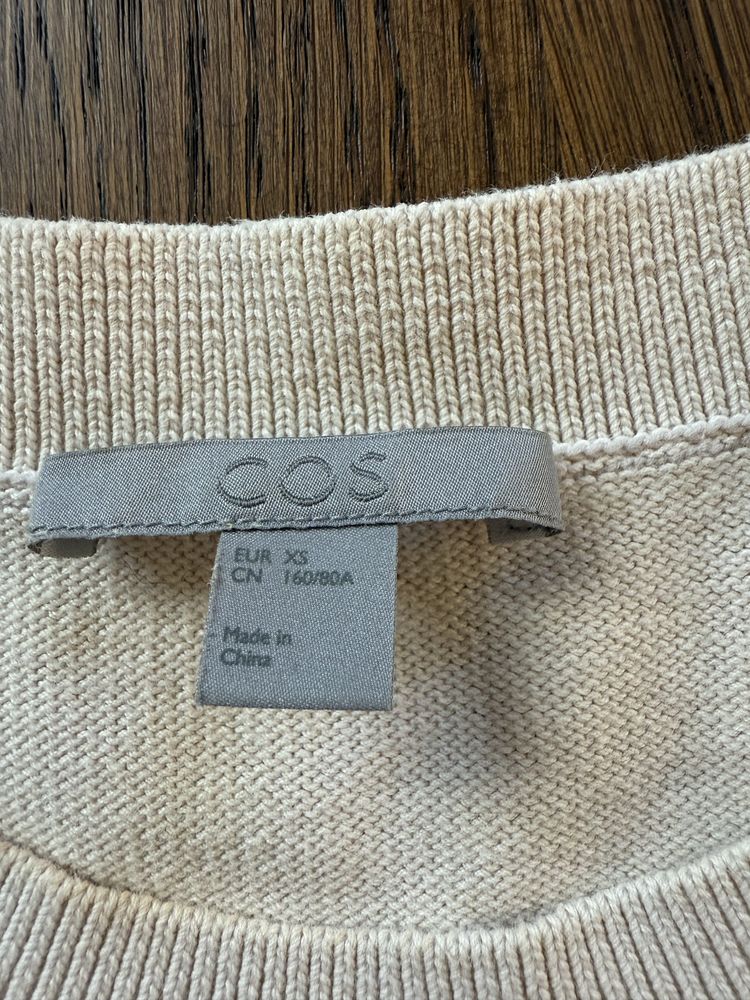 COS
EUR XS
CN 160/80A
Made in
China